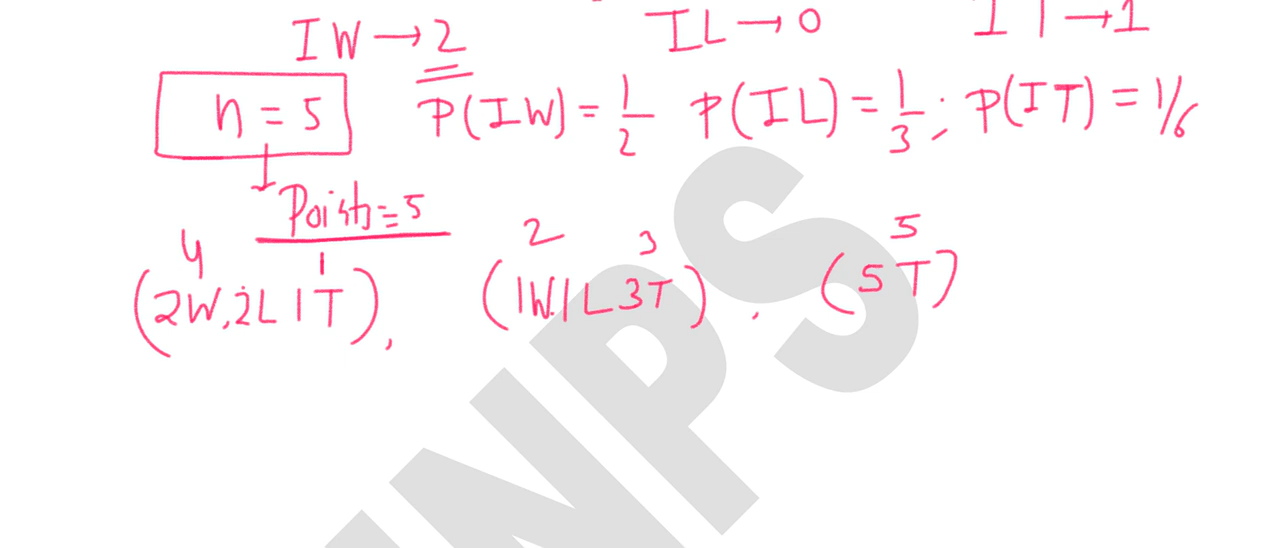 IW → 2 IL → 0 IT → 1
n = 5 P(IW) = 1/2 P(IL) = 1/3; P(IT) = 1/6
Points = 5
4 1 2 3 5
(2W, 2L 1T), (1W, 1L 3T), (5T)
NPS